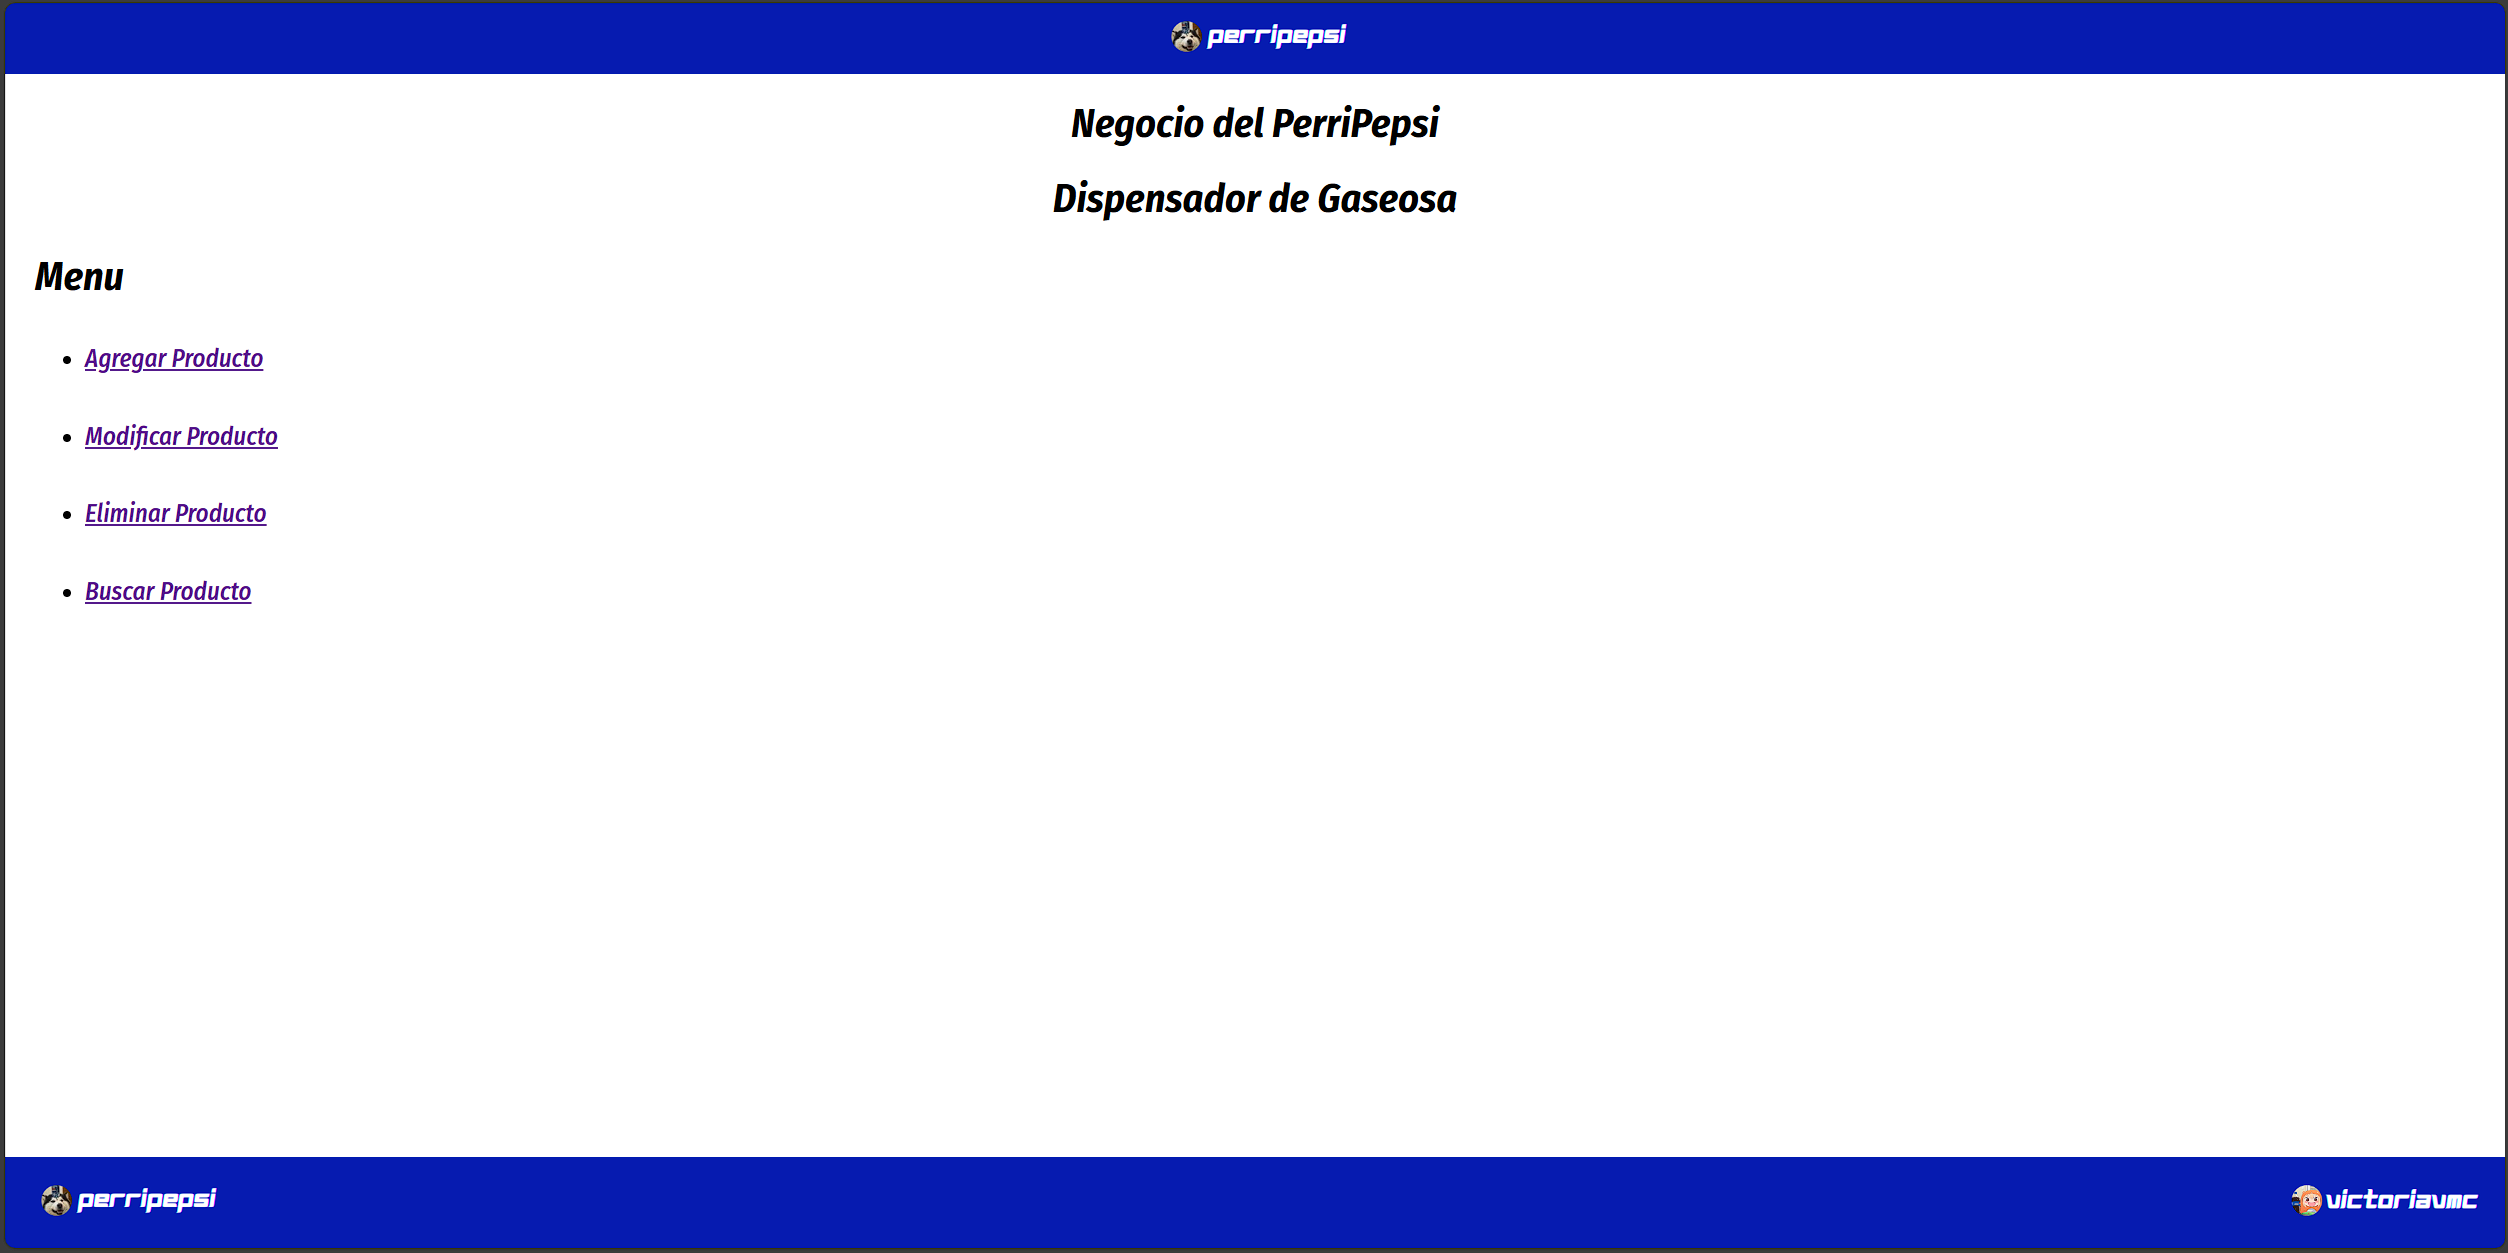 perripepsi
Negocio del PerriPepsi
Dispensador de Gaseosa
Menu
Agregar Producto
Modificar Producto
Eliminar Producto
Buscar Producto
perripepsi
victoriavmc